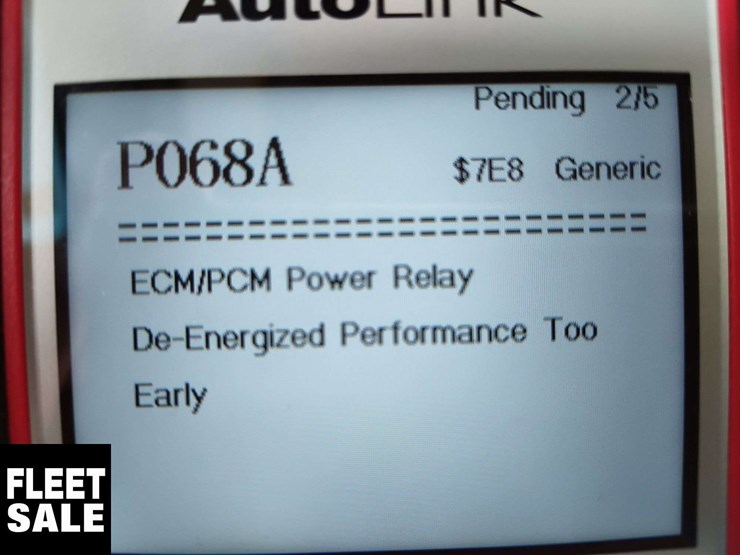 AutoLink
Pending 2/5
P068A $7E8 Generic
==========================
ECM/PCM Power Relay
De-Energized Performance Too
Early
FLEET
SALE